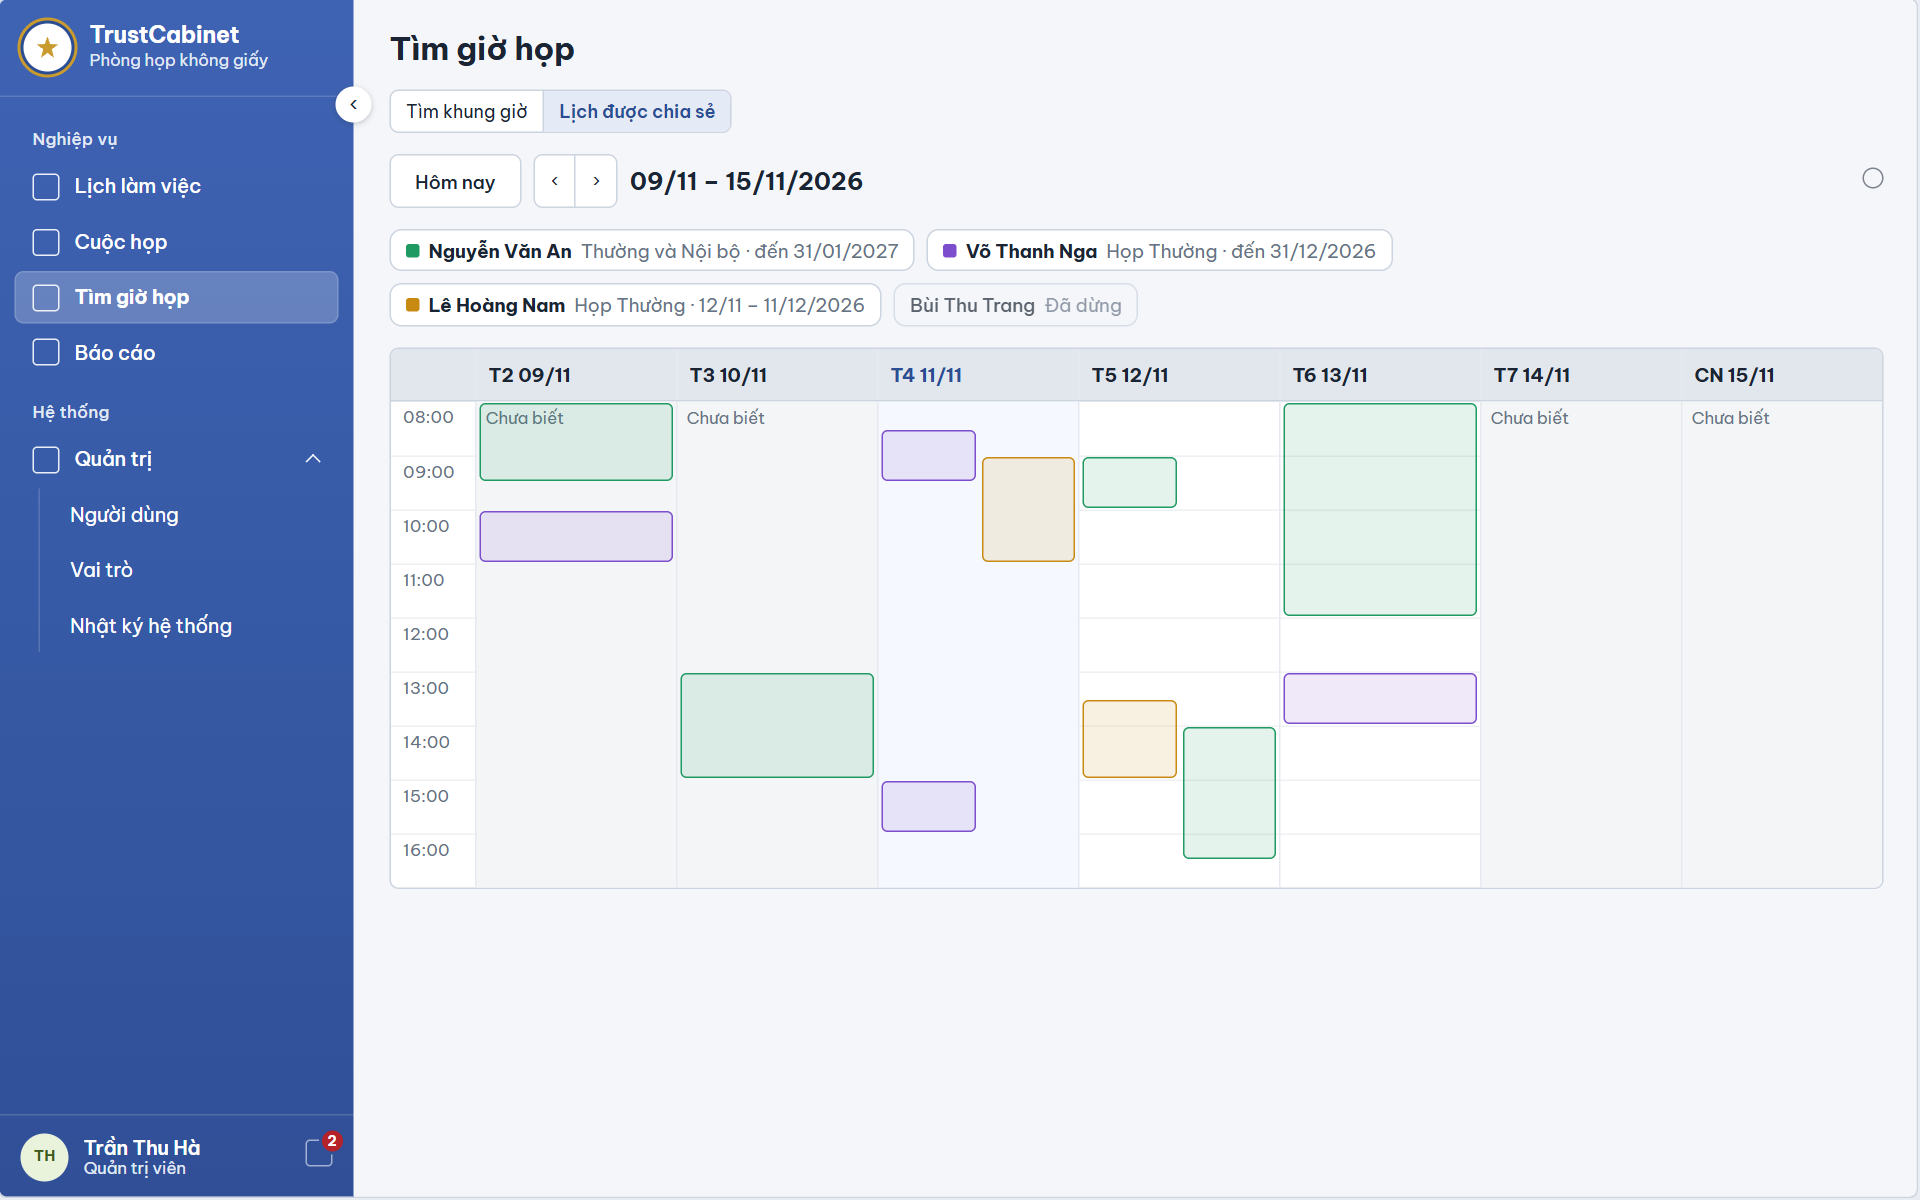 TrustCabinet
Phòng họp không giấy
Nghiệp vụ
Lịch làm việc
Cuộc họp
Tìm giờ họp
Báo cáo
Hệ thống
Quản trị
Người dùng
Vai trò
Nhật ký hệ thống
TH
Trần Thu Hà
Quản trị viên
2
Tìm giờ họp
Tìm khung giờ
Lịch được chia sẻ
Hôm nay
09/11 – 15/11/2026
Nguyễn Văn An Thường và Nội bộ · đến 31/01/2027
Võ Thanh Nga Họp Thường · đến 31/12/2026
Lê Hoàng Nam Họp Thường · 12/11 – 11/12/2026
Bùi Thu Trang Đã dừng
T2 09/11
T3 10/11
T4 11/11
T5 12/11
T6 13/11
T7 14/11
CN 15/11
08:00
Chưa biết
Chưa biết
Chưa biết
Chưa biết
09:00
10:00
11:00
12:00
13:00
14:00
15:00
16:00